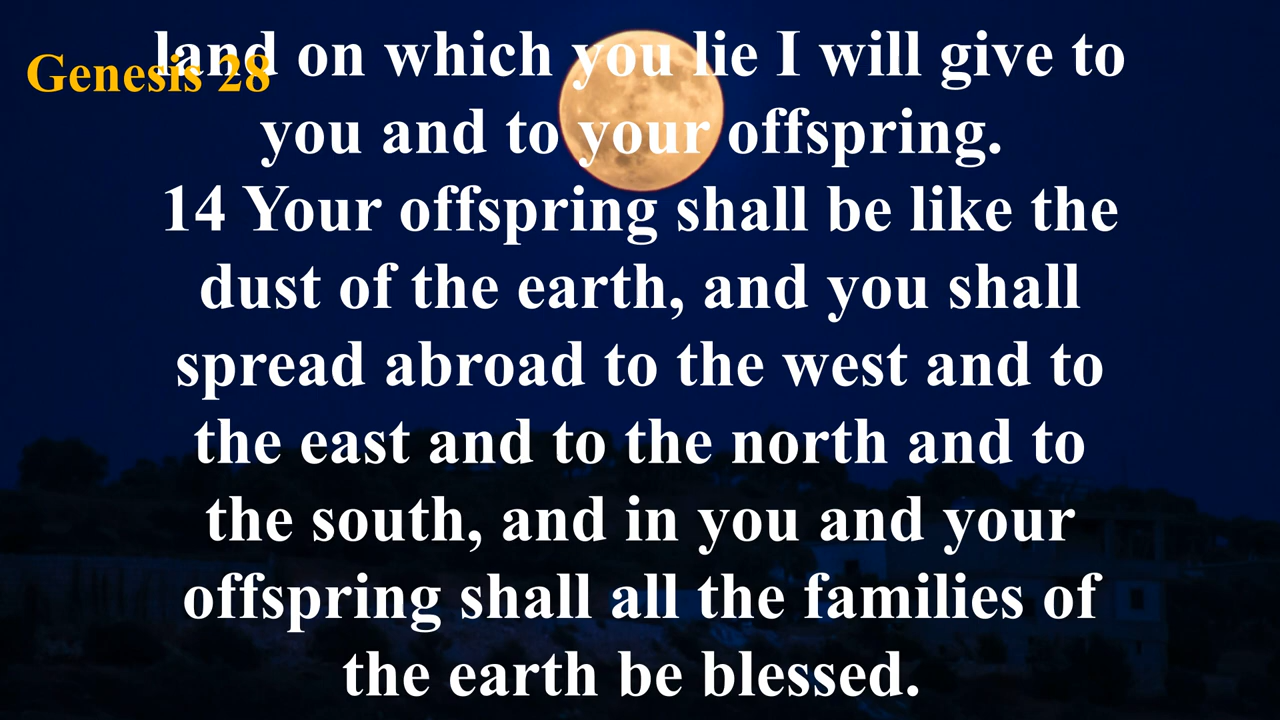 Genesis 28
land on which you lie I will give to
you and to your offspring.
14 Your offspring shall be like the
dust of the earth, and you shall
spread abroad to the west and to
the east and to the north and to
the south, and in you and your
offspring shall all the families of
the earth be blessed.